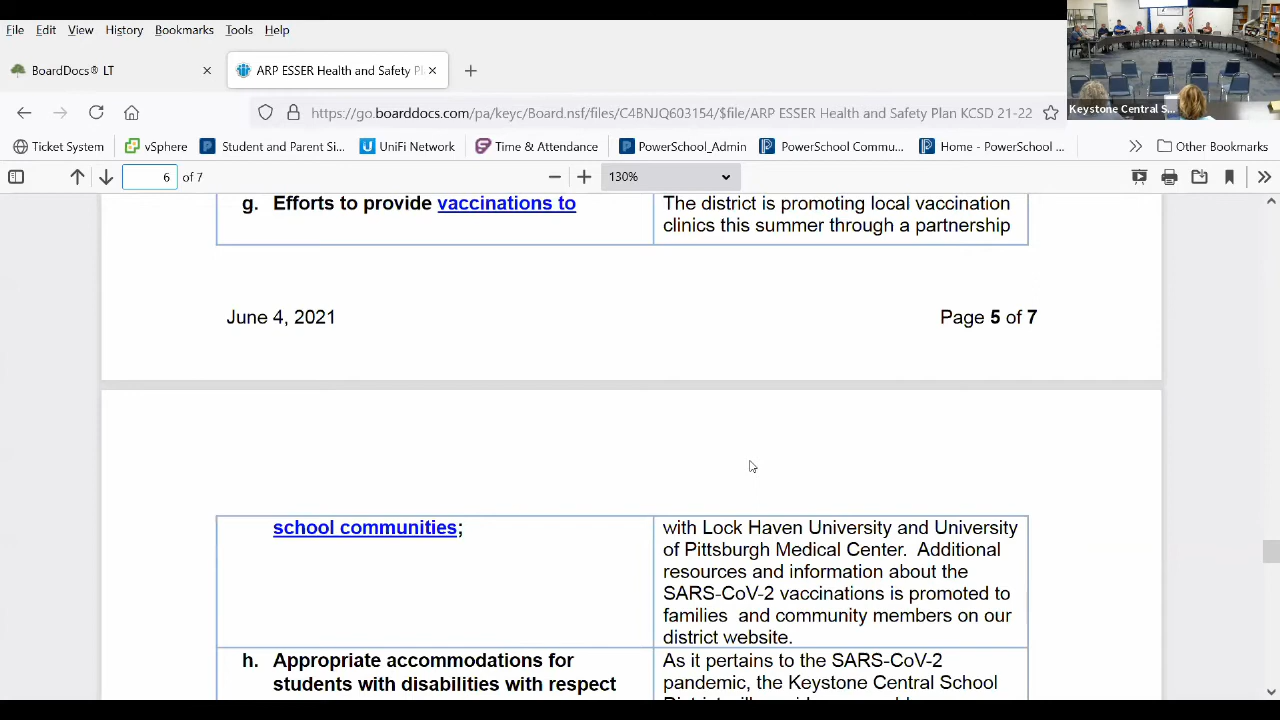 File Edit View History Bookmarks Tools Help
BoardDocs® LT
ARP ESSER Health and Safety Pl
https://go.boarddocs.com/pa/keyc/Board.nsf/files/C4BNJQ603154/$file/ARP ESSER Health and Safety Plan KCSD 21-22
Keystone Central S...
Ticket System vSphere Student and Parent Si... UniFi Network Time & Attendance PowerSchool_Admin PowerSchool Commu... Home - PowerSchool ... Other Bookmarks
6 of 7
130%
g. Efforts to provide vaccinations to
The district is promoting local vaccination
clinics this summer through a partnership
June 4, 2021
Page 5 of 7
school communities;
with Lock Haven University and University
of Pittsburgh Medical Center. Additional
resources and information about the
SARS-CoV-2 vaccinations is promoted to
families and community members on our
district website.
h. Appropriate accommodations for
students with disabilities with respect
As it pertains to the SARS-CoV-2
pandemic, the Keystone Central School